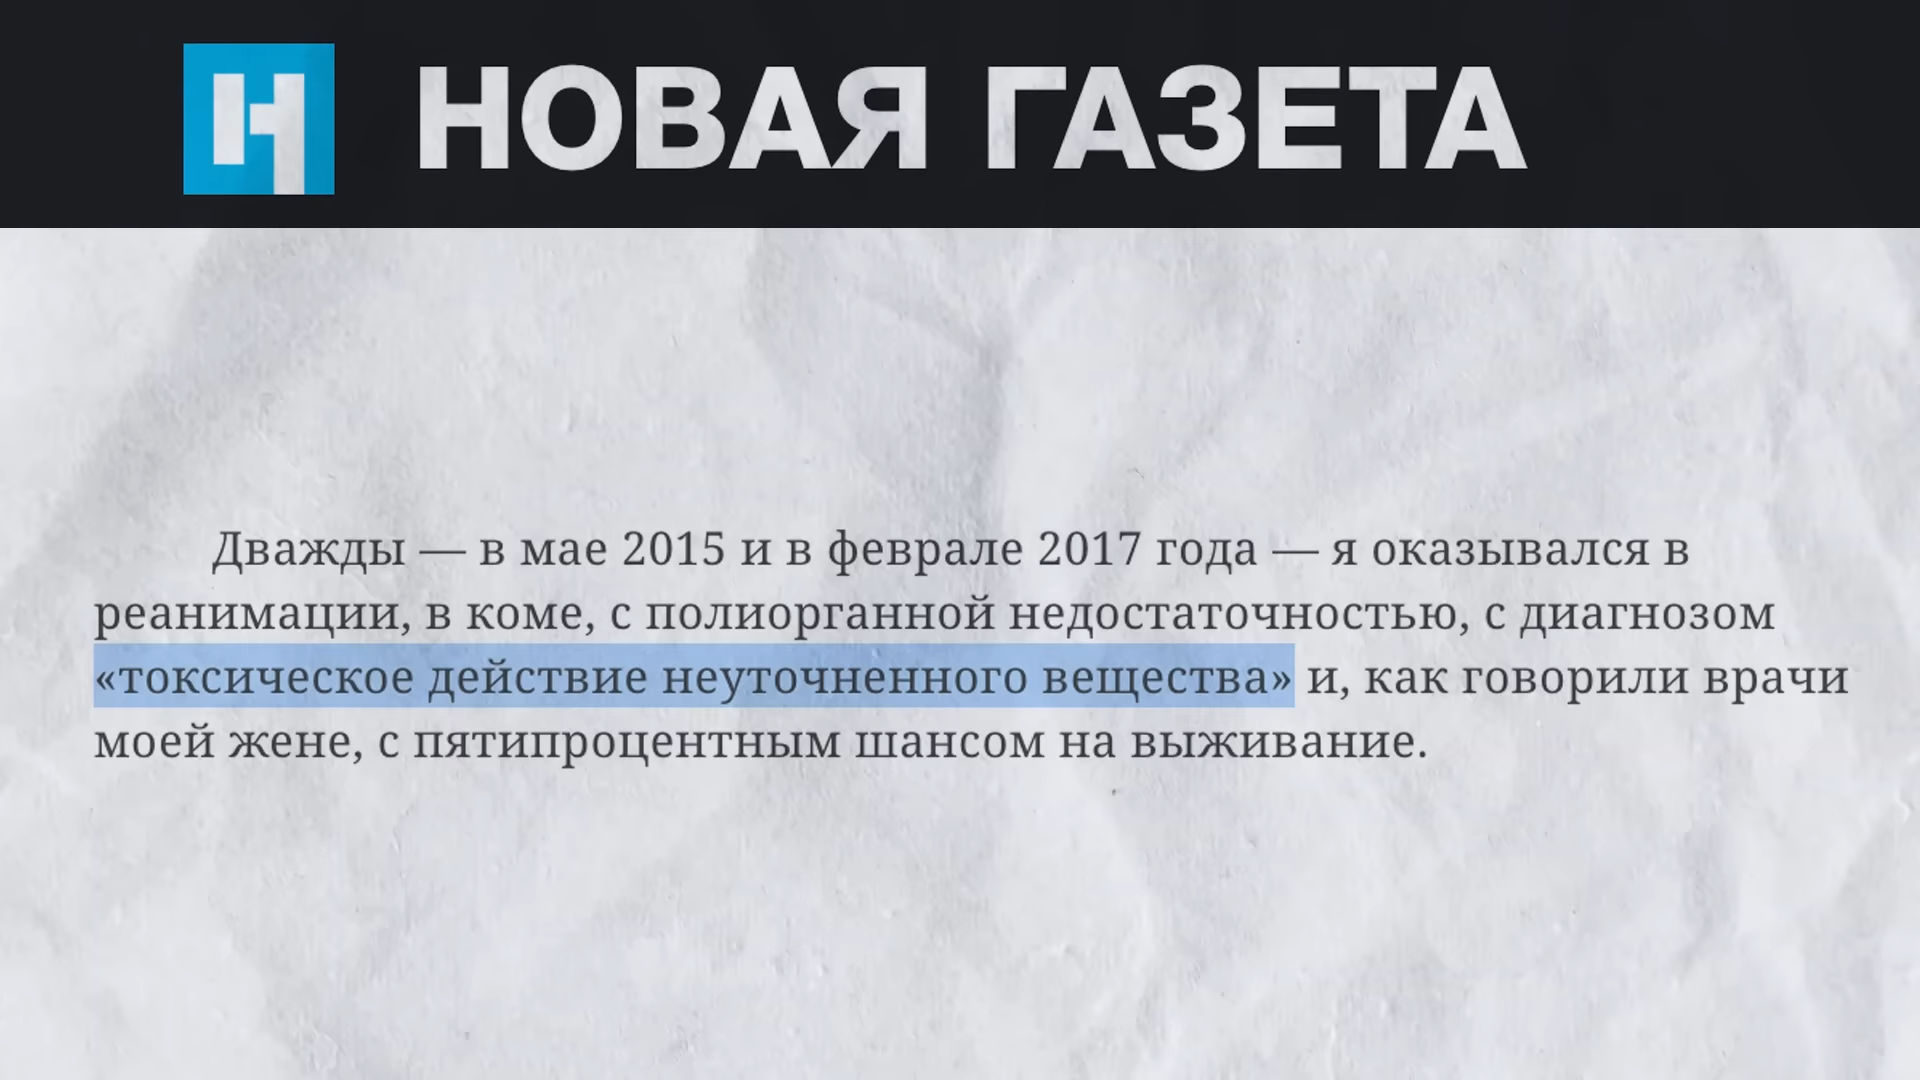 НОВАЯ ГАЗЕТА
Дважды — в мае 2015 и в феврале 2017 года — я оказывался в
реанимации, в коме, с полиорганной недостаточностью, с диагнозом
«токсическое действие неуточненного вещества» и, как говорили врачи
моей жене, с пятипроцентным шансом на выживание.